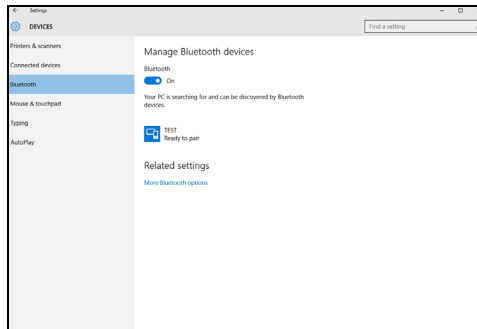 Settings
DEVICES
Find a setting
Printers & scanners
Connected devices
Bluetooth
Mouse & touchpad
Typing
AutoPlay
Manage Bluetooth devices
Bluetooth
On
Your PC is searching for and can be discovered by Bluetooth
devices.
TEST
Ready to pair
Related settings
More Bluetooth options